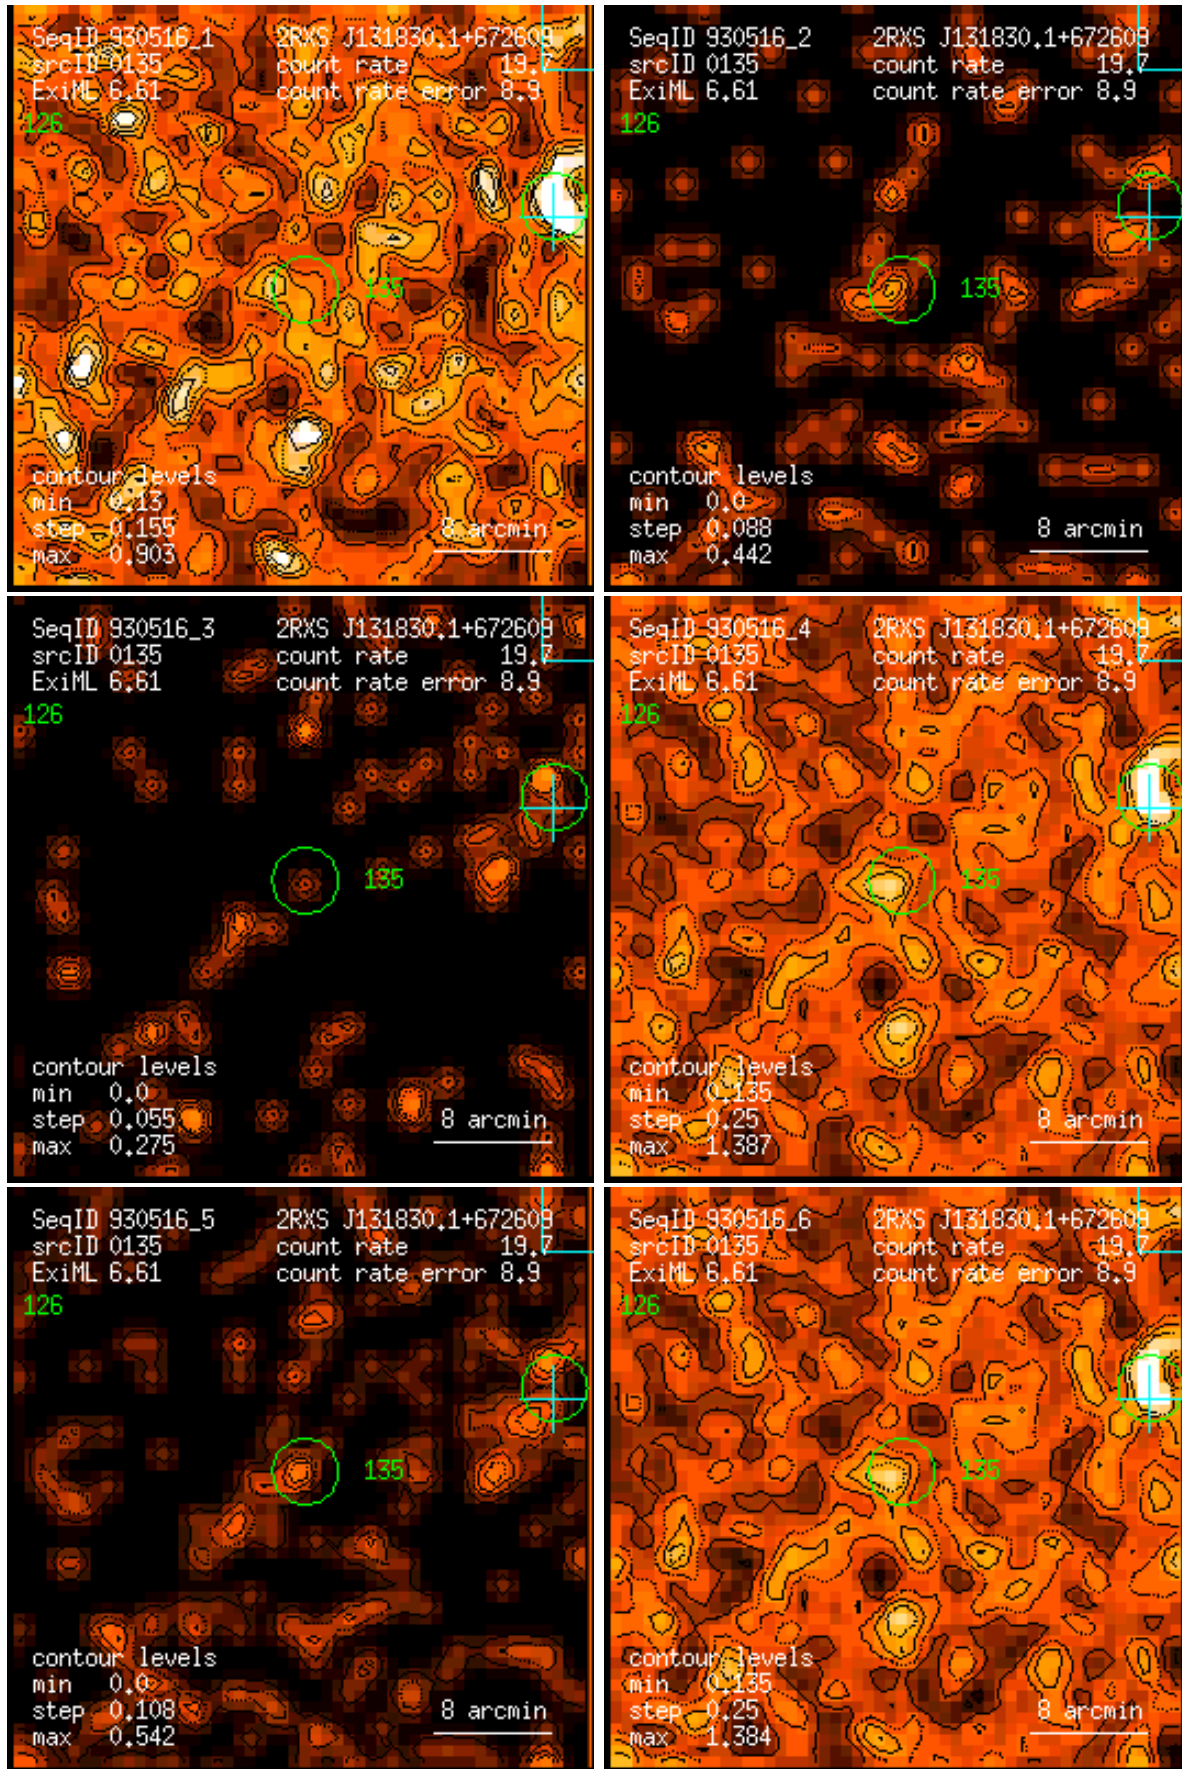 SeqID 930516_1 2RXS J131830.1+672609
srcID 0135 count rate 19.7
ExiML 6.61 count rate error 8.9
126
135
contour levels
min 0.13
step 0.155 8 arcmin
max 0.903
SeqID 930516_2 2RXS J131830.1+672609
srcID 0135 count rate 19.7
ExiML 6.61 count rate error 8.9
126
135
contour levels
min 0.0
step 0.088 8 arcmin
max 0.442
SeqID 930516_3 2RXS J131830.1+672609
srcID 0135 count rate 19.7
ExiML 6.61 count rate error 8.9
126
135
contour levels
min 0.0
step 0.055 8 arcmin
max 0.275
SeqID 930516_4 2RXS J131830.1+672609
srcID 0135 count rate 19.7
ExiML 6.61 count rate error 8.9
126
135
contour levels
min 0.135
step 0.25 8 arcmin
max 1.387
SeqID 930516_5 2RXS J131830.1+672609
srcID 0135 count rate 19.7
ExiML 6.61 count rate error 8.9
126
135
contour levels
min 0.0
step 0.108 8 arcmin
max 0.542
SeqID 930516_6 2RXS J131830.1+672609
srcID 0135 count rate 19.7
ExiML 6.61 count rate error 8.9
126
135
contour levels
min 0.135
step 0.25 8 arcmin
max 1.384